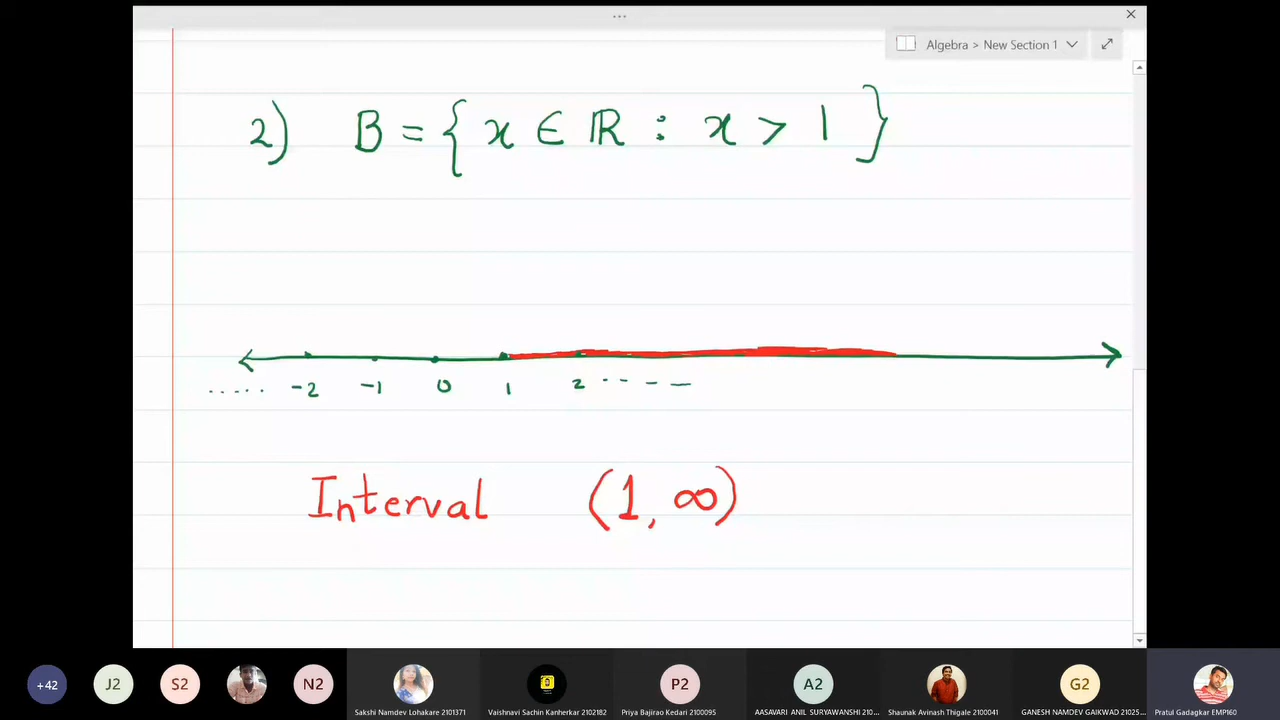 Algebra > New Section 1
2) B = { x ∈ ℝ : x > 1 }
..... -2 -1 0 1 2 .. -- — —
Interval (1, ∞)
+42 J2 S2 N2 P2 A2 G2
Sakshi Namdev Lohakare 2101371 Vaishnavi Sachin Kanherkar 2102182 Priya Bajirao Kedari 2100095 AASAVARI ANIL SURYAWANSHI 210... Shaunak Avinash Thigale 2100041 GANESH NAMDEV GAIKWAD 21025... Pratul Gadagkar EMP160